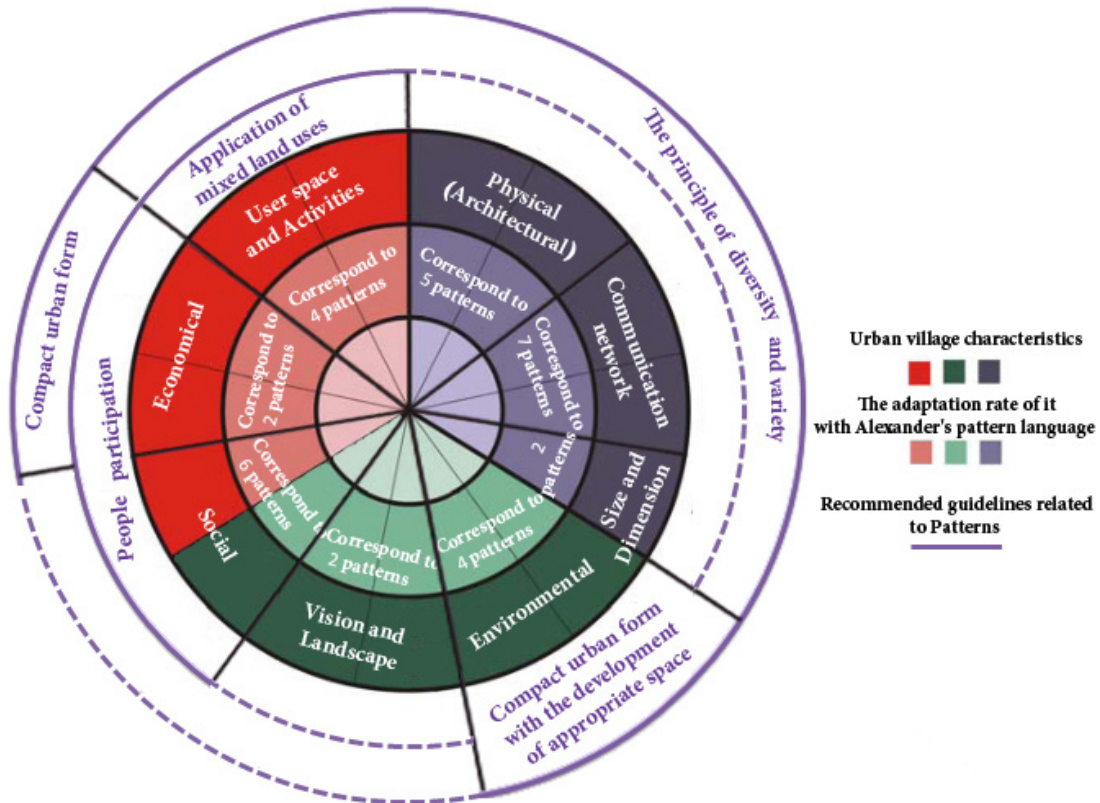 Application of
mixed land uses
The principle of diversity and variety
Compact urban form
People participation
Compact urban form
with the development
of appropriate space
User space
and Activities
Physical
(Architectural)
Communication
network
Size and
Dimension
Environmental
Vision and
Landscape
Social
Economical
Correspond to
4 patterns
Correspond to
5 patterns
Correspond to
7 patterns
2
patterns
Correspond to
4 patterns
Correspond to
2 patterns
Correspond to
6 patterns
Correspond to
2 patterns
Urban village characteristics
The adaptation rate of it
with Alexander's pattern language
Recommended guidelines related
to Patterns